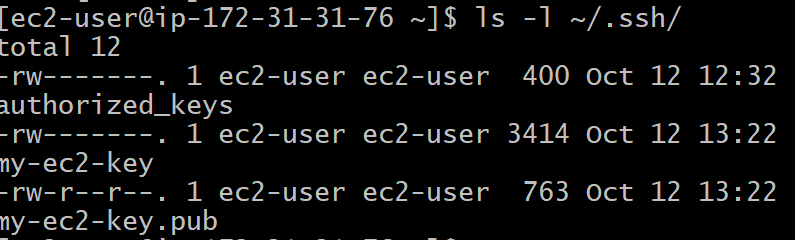 [ec2-user@ip-172-31-31-76 ~]$ ls -l ~/.ssh/
total 12
-rw-------. 1 ec2-user ec2-user  400 Oct 12 12:32
authorized_keys
-rw-------. 1 ec2-user ec2-user 3414 Oct 12 13:22
my-ec2-key
-rw-r--r--. 1 ec2-user ec2-user  763 Oct 12 13:22
my-ec2-key.pub